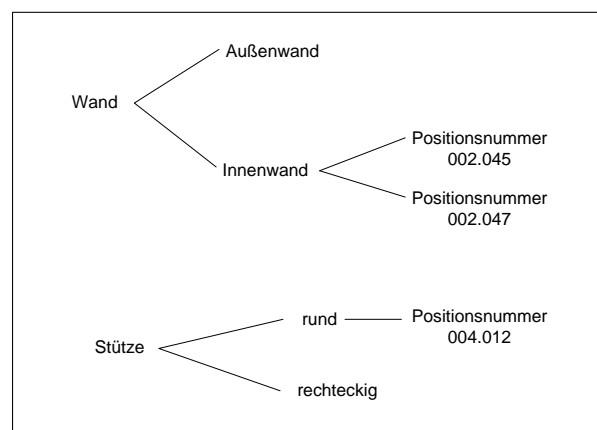 Außenwand
Wand
Positionsnummer
002.045
Innenwand
Positionsnummer
002.047
rund
Positionsnummer
004.012
Stütze
rechteckig